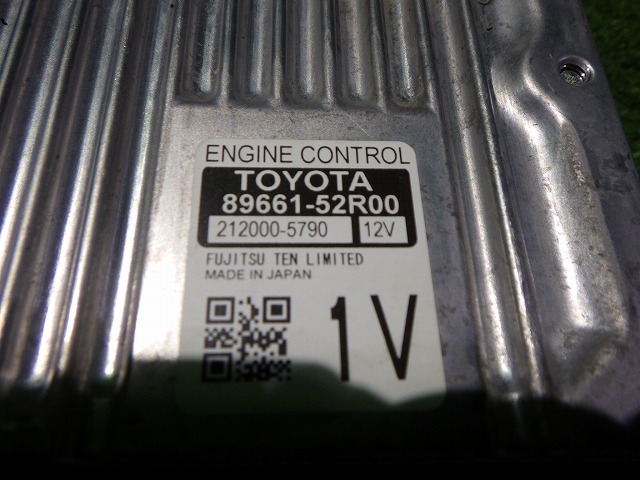 ENGINE CONTROL
TOYOTA
89661-52R00
212000-5790 12V
FUJITSU TEN LIMITED
MADE IN JAPAN
1V